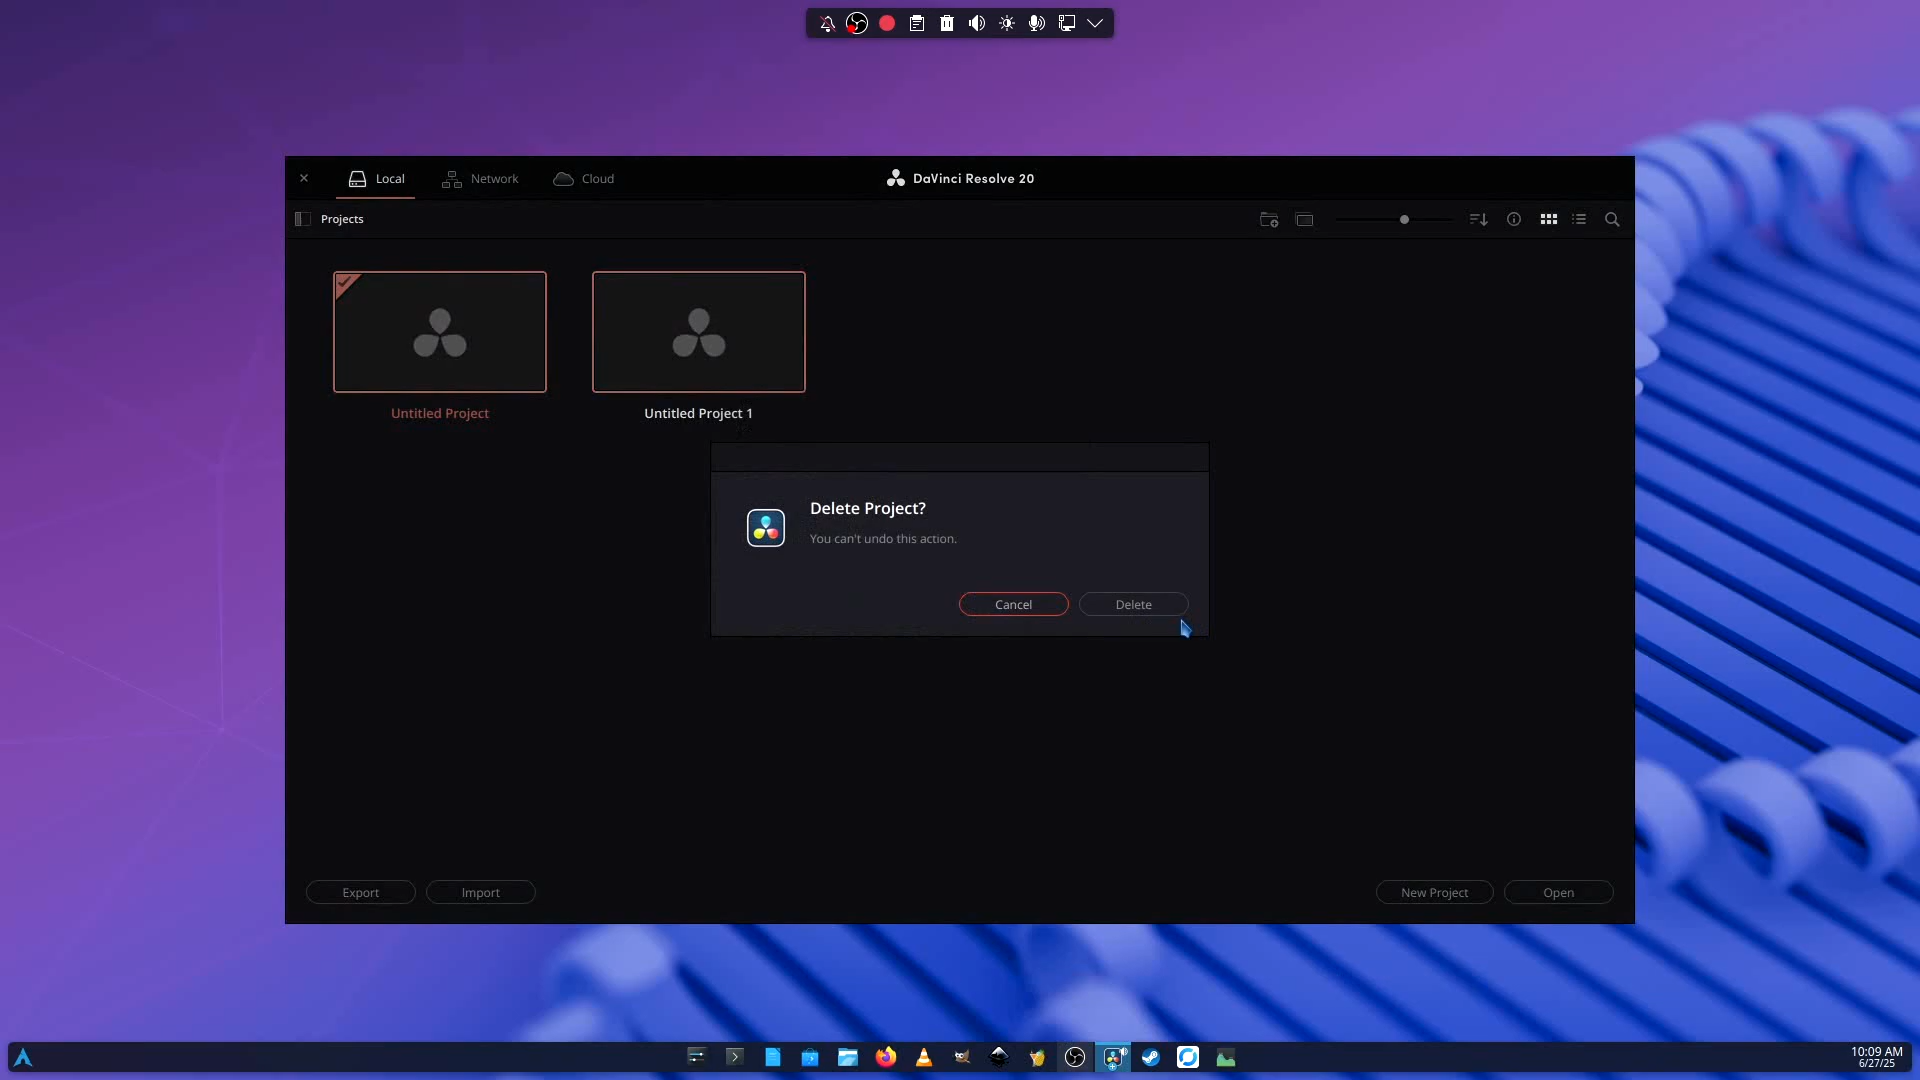 Local
Network
Cloud
DaVinci Resolve 20
Projects
Untitled Project
Untitled Project 1
Delete Project?
You can't undo this action.
Cancel
Delete
Export
Import
New Project
Open
10:09 AM
6/27/25